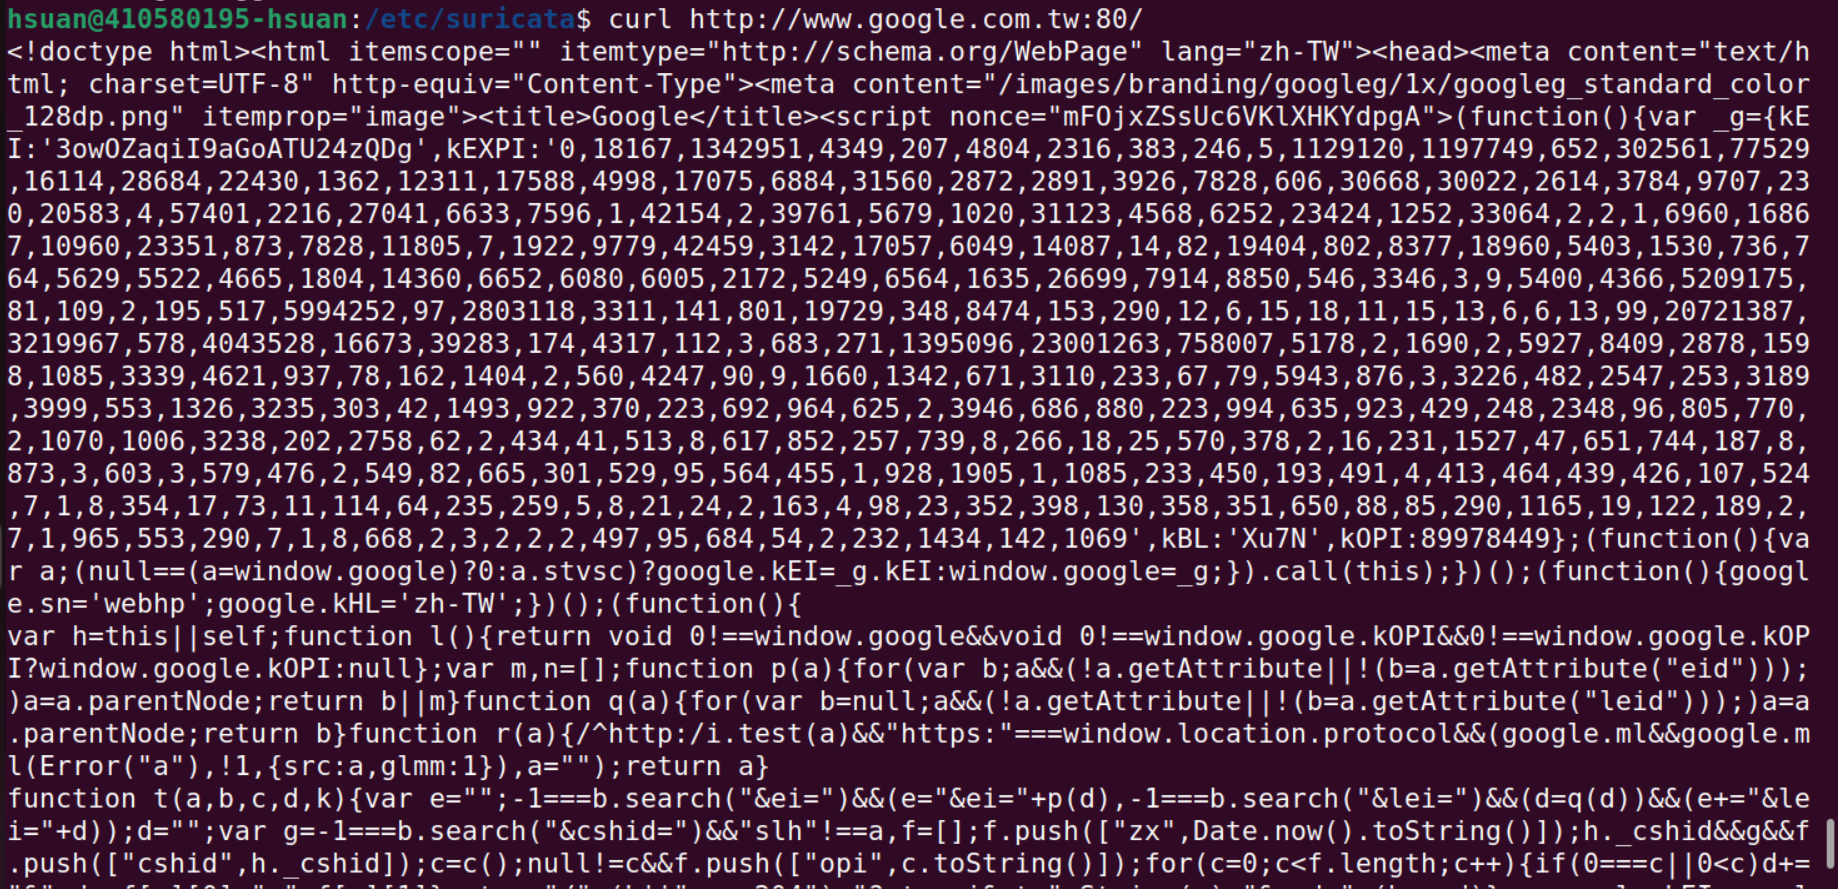 hsuan@410580195-hsuan:/etc/suricata$ curl http://www.google.com.tw:80/
<!doctype html><html itemscope="" itemtype="http://schema.org/WebPage" lang="zh-TW"><head><meta content="text/h
tml; charset=UTF-8" http-equiv="Content-Type"><meta content="/images/branding/googleg/1x/googleg_standard_color
_128dp.png" itemprop="image"><title>Google</title><script nonce="mFOjxZSsUc6VKlXHKYdpgA">(function(){var _g={kE
I:'3owOZaqiI9aGoATU24zQDg',kEXPI:'0,18167,1342951,4349,207,4804,2316,383,246,5,1129120,1197749,652,302561,77529
,16114,28684,22430,1362,12311,17588,4998,17075,6884,31560,2872,2891,3926,7828,606,30668,30022,2614,3784,9707,23
0,20583,4,57401,2216,27041,6633,7596,1,42154,2,39761,5679,1020,31123,4568,6252,23424,1252,33064,2,2,1,6960,1686
7,10960,23351,873,7828,11805,7,1922,9779,42459,3142,17057,6049,14087,14,82,19404,802,8377,18960,5403,1530,736,7
64,5629,5522,4665,1804,14360,6652,6080,6005,2172,5249,6564,1635,26699,7914,8850,546,3346,3,9,5400,4366,5209175,
81,109,2,195,517,5994252,97,2803118,3311,141,801,19729,348,8474,153,290,12,6,15,18,11,15,13,6,6,13,99,20721387,
3219967,578,4043528,16673,39283,174,4317,112,3,683,271,1395096,23001263,758007,5178,2,1690,2,5927,8409,2878,159
8,1085,3339,4621,937,78,162,1404,2,560,4247,90,9,1660,1342,671,3110,233,67,79,5943,876,3,3226,482,2547,253,3189
,3999,553,1326,3235,303,42,1493,922,370,223,692,964,625,2,3946,686,880,223,994,635,923,429,248,2348,96,805,770,
2,1070,1006,3238,202,2758,62,2,434,41,513,8,617,852,257,739,8,266,18,25,570,378,2,16,231,1527,47,651,744,187,8,
873,3,603,3,579,476,2,549,82,665,301,529,95,564,455,1,928,1905,1,1085,233,450,193,491,4,413,464,439,426,107,524
,7,1,8,354,17,73,11,114,64,235,259,5,8,21,24,2,163,4,98,23,352,398,130,358,351,650,88,85,290,1165,19,122,189,2,
7,1,965,553,290,7,1,8,668,2,3,2,2,2,497,95,684,54,2,232,1434,142,1069',kBL:'Xu7N',kOPI:89978449};(function(){va
r a;(null==(a=window.google)?0:a.stvsc)?google.kEI=_g.kEI:window.google=_g;}).call(this);})();(function(){googl
e.sn='webhp';google.kHL='zh-TW';})();(function(){
var h=this||self;function l(){return void 0!==window.google&&void 0!==window.google.kOPI&&0!==window.google.kOP
I?window.google.kOPI:null};var m,n=[];function p(a){for(var b;a&&(!a.getAttribute||!(b=a.getAttribute("eid")));
)a=a.parentNode;return b||m}function q(a){for(var b=null;a&&(!a.getAttribute||!(b=a.getAttribute("leid")));)a=a
.parentNode;return b}function r(a){/^http:/i.test(a)&&"https:"===window.location.protocol&&(google.ml&&google.m
l(Error("a"),!1,{src:a,glmm:1}),a="");return a}
function t(a,b,c,d,k){var e="";-1===b.search("&ei=")&&(e="&ei="+p(d),-1===b.search("&lei=")&&(d=q(d))&&(e+="&le
i="+d));d="";var g=-1===b.search("&cshid=")&&"slh"!==a,f=[];f.push(["zx",Date.now().toString()]);h._cshid&&g&&f
.push(["cshid",h._cshid]);c=c();null!=c&&f.push(["opi",c.toString()]);for(c=0;c<f.length;c++){if(0===c||0<c)d+=